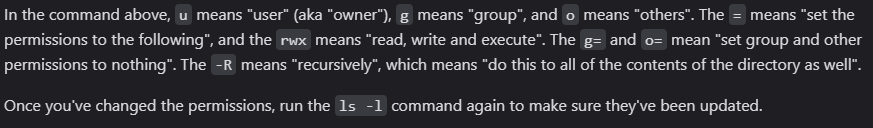 In the command above, u means "user" (aka "owner"), g means "group", and o means "others". The = means "set the
permissions to the following", and the rwx means "read, write and execute". The g= and o= mean "set group and other
permissions to nothing". The -R means "recursively", which means "do this to all of the contents of the directory as well".
Once you've changed the permissions, run the ls -l command again to make sure they've been updated.